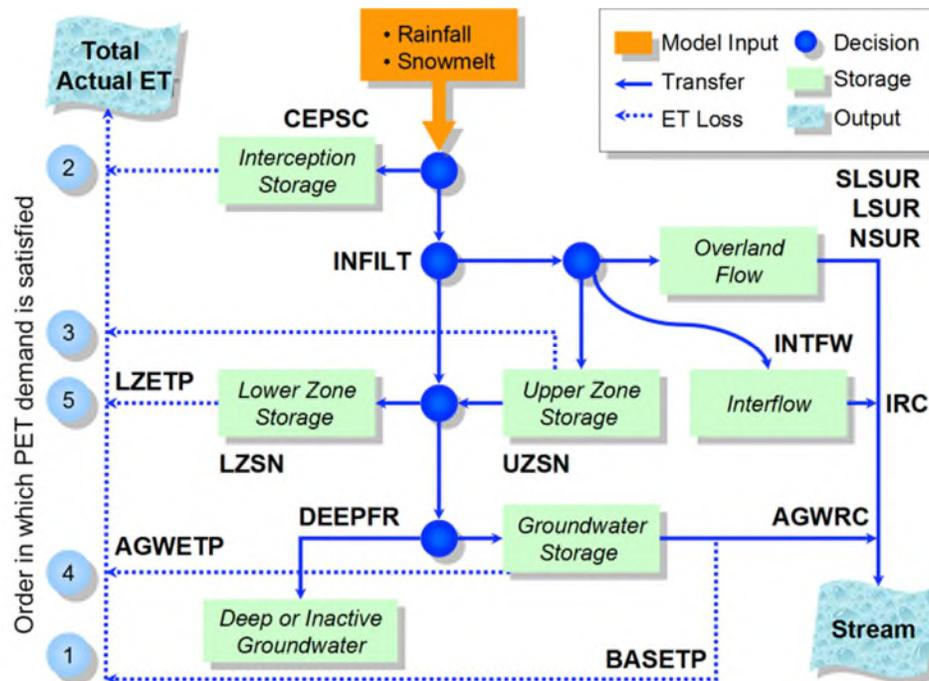 Total
Actual ET
• Rainfall
• Snowmelt
Model Input
Decision
Transfer
Storage
ET Loss
Output
Order in which PET demand is satisfied
CEPSC
2
Interception
Storage
SLSUR
LSUR
NSUR
INFILT
Overland
Flow
3
INTFW
LZETP
5
Lower Zone
Storage
Upper Zone
Storage
Interflow
IRC
LZSN
UZSN
DEEPFR
Groundwater
Storage
AGWRC
AGWETP
4
Deep or Inactive
Groundwater
Stream
1
BASETP